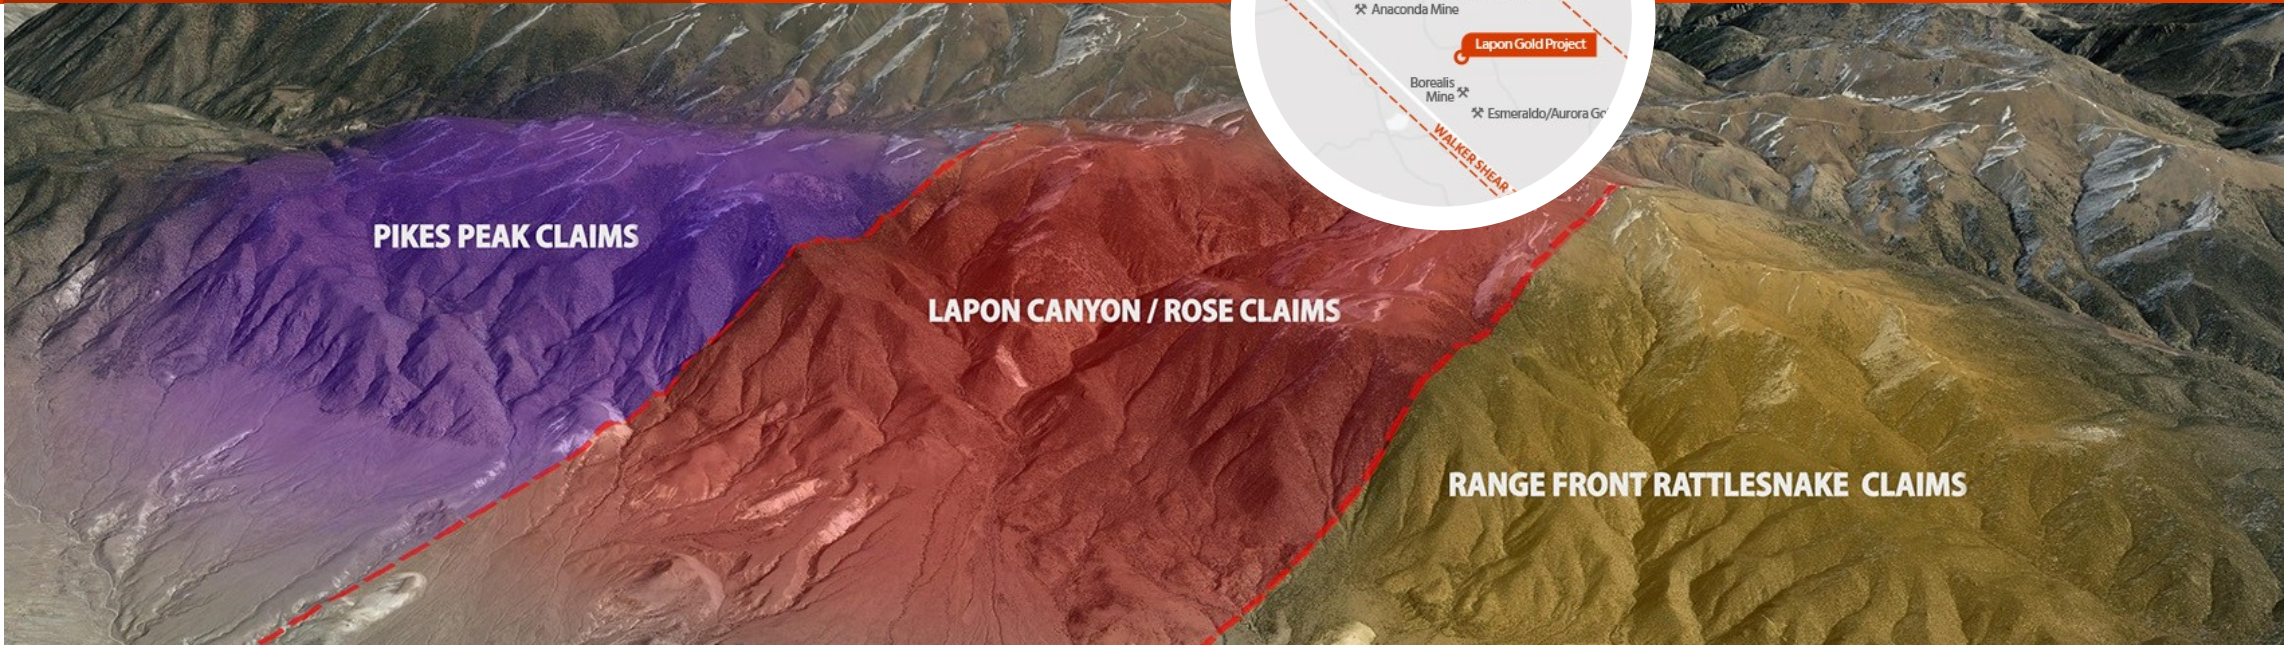 Anaconda Mine
Lapon Gold Project
Borealis
Mine
Esmeraldo/Aurora
WALKER SHEAR
PIKES PEAK CLAIMS
LAPON CANYON / ROSE CLAIMS
RANGE FRONT RATTLESNAKE CLAIMS